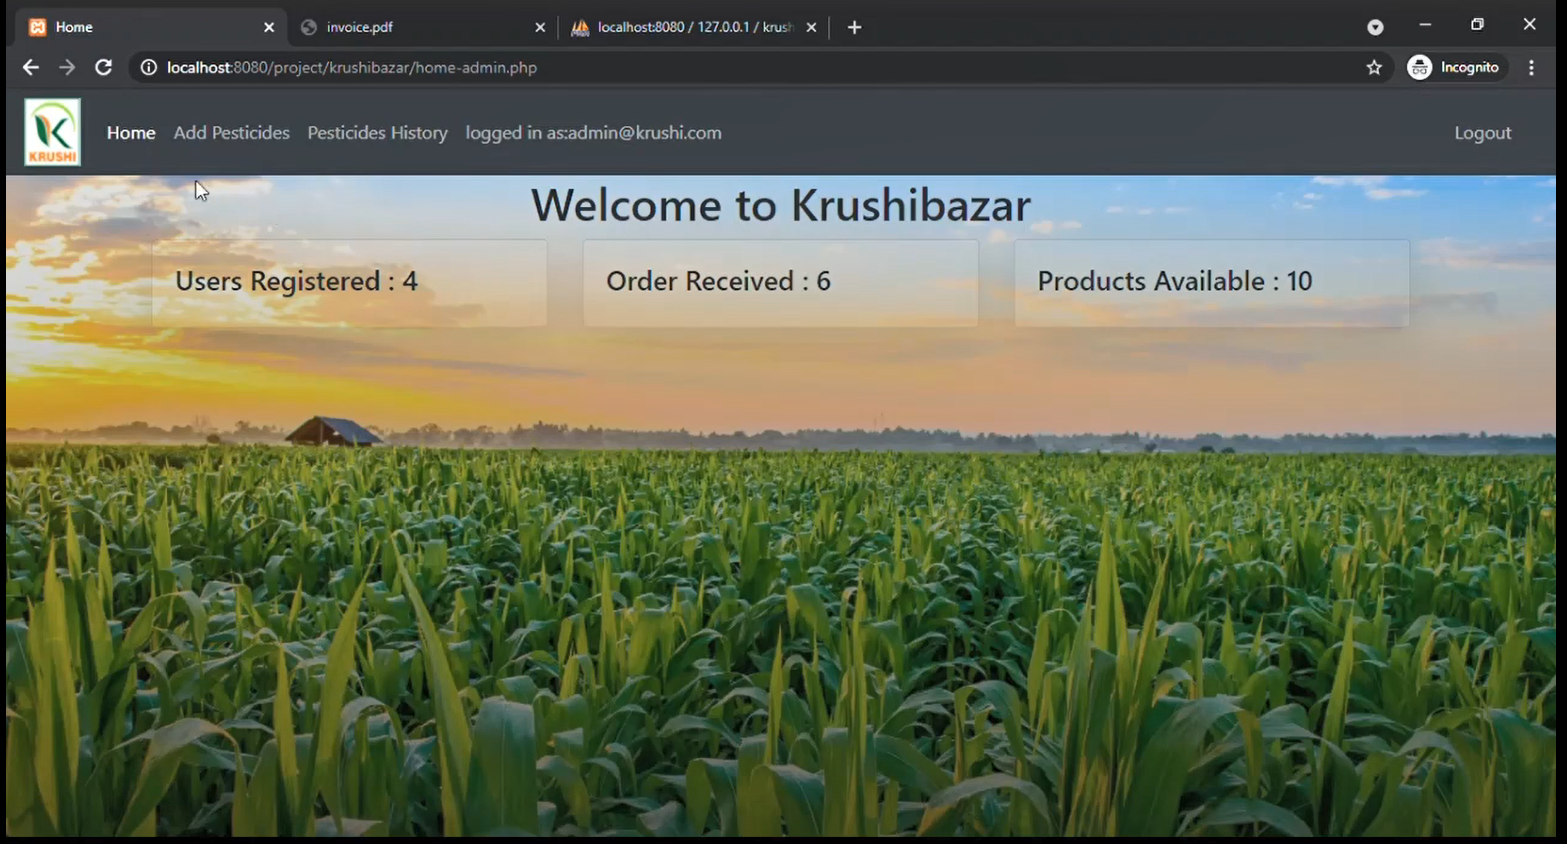 Home
invoice.pdf
localhost:8080 / 127.0.0.1 / krush
localhost:8080/project/krushibazar/home-admin.php
Incognito
KRUSHI
Home
Add Pesticides
Pesticides History
logged in as:admin@krushi.com
Logout
Welcome to Krushibazar
Users Registered : 4
Order Received : 6
Products Available : 10